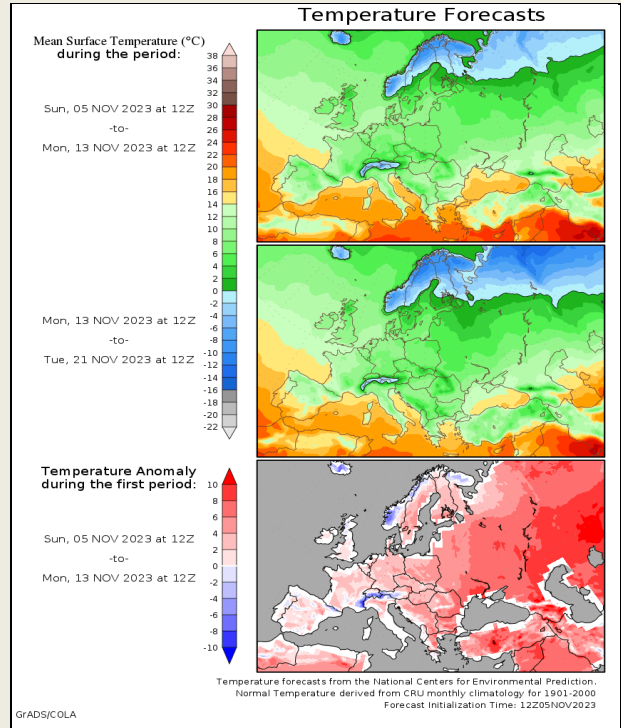 Temperature Forecasts
Mean Surface Temperature (°C)
during the period:
Sun, 05 NOV 2023 at 12Z
-to-
Mon, 13 NOV 2023 at 12Z
38
36
34
32
30
28
26
24
22
20
18
16
14
12
10
8
6
4
2
0
-2
-4
-6
-8
-10
-12
-14
-16
-18
-20
-22
Mon, 13 NOV 2023 at 12Z
-to-
Tue, 21 NOV 2023 at 12Z
Temperature Anomaly
during the first period:
Sun, 05 NOV 2023 at 12Z
-to-
Mon, 13 NOV 2023 at 12Z
10
8
6
4
2
0
-2
-4
-6
-8
-10
Temperature forecasts from the National Centers for Environmental Prediction.
Normal Temperature derived from CRU monthly climatology for 1901-2000
Forecast Initialization Time: 12Z05NOV2023
GrADS/COLA